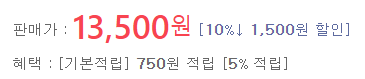 판매가 : 13,500원 [10%↓ 1,500원 할인]
혜택 : [기본적립] 750원 적립 [5% 적립]